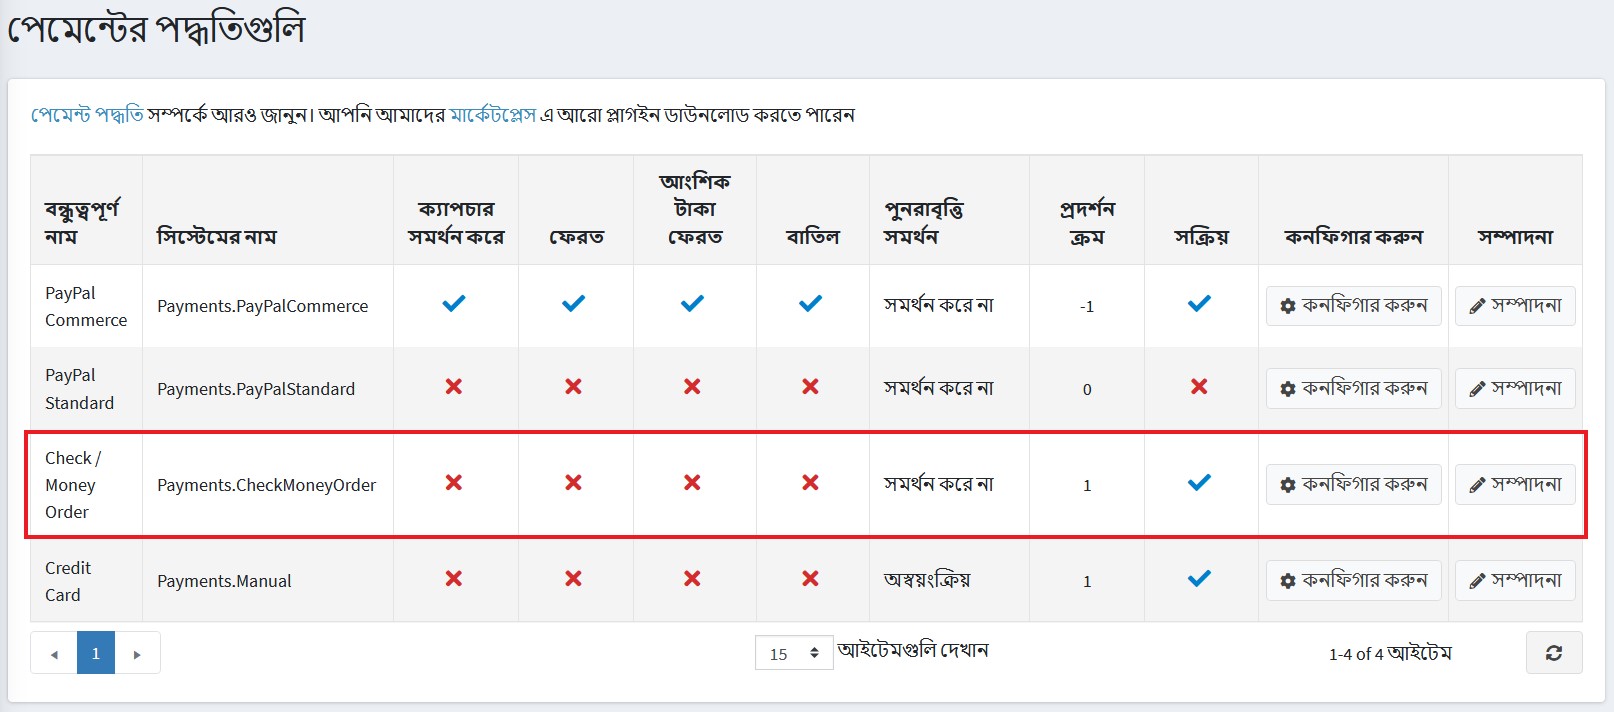 পেমেন্টের পদ্ধতিগুলি
পেমেন্ট পদ্ধতি সম্পর্কে আরও জানুন। আপনি আমাদের মার্কেটপ্লেস এ আরো প্লাগইন ডাউনলোড করতে পারেন
বন্ধুত্বপূর্ণ নাম সিস্টেমের নাম ক্যাপচার সমর্থন করে ফেরত আংশিক টাকা ফেরত বাতিল পুনরাবৃত্তি সমর্থন প্রদর্শন ক্রম সক্রিয় কনফিগার করুন সম্পাদনা
PayPal Commerce Payments.PayPalCommerce সমর্থন করে না -1 কনফিগার করুন সম্পাদনা
PayPal Standard Payments.PayPalStandard সমর্থন করে না 0 কনফিগার করুন সম্পাদনা
Check / Money Order Payments.CheckMoneyOrder সমর্থন করে না 1 কনফিগার করুন সম্পাদনা
Credit Card Payments.Manual অস্বয়ংক্রিয় 1 কনফিগার করুন সম্পাদনা
1 15 আইটেমগুলি দেখান 1-4 of 4 আইটেম